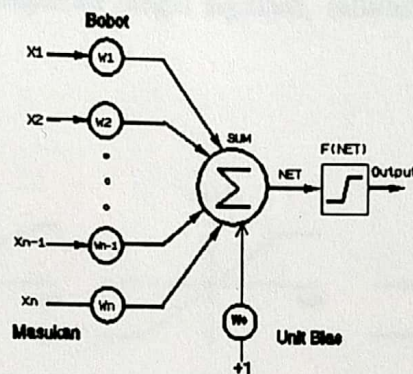 Bobot
X1 W1
X2 W2
SUM
Σ
NET
F(NET)
Output
Xn-1 Wn-1
Xn Wn
Masukan
Wo
Unit Bias
+1